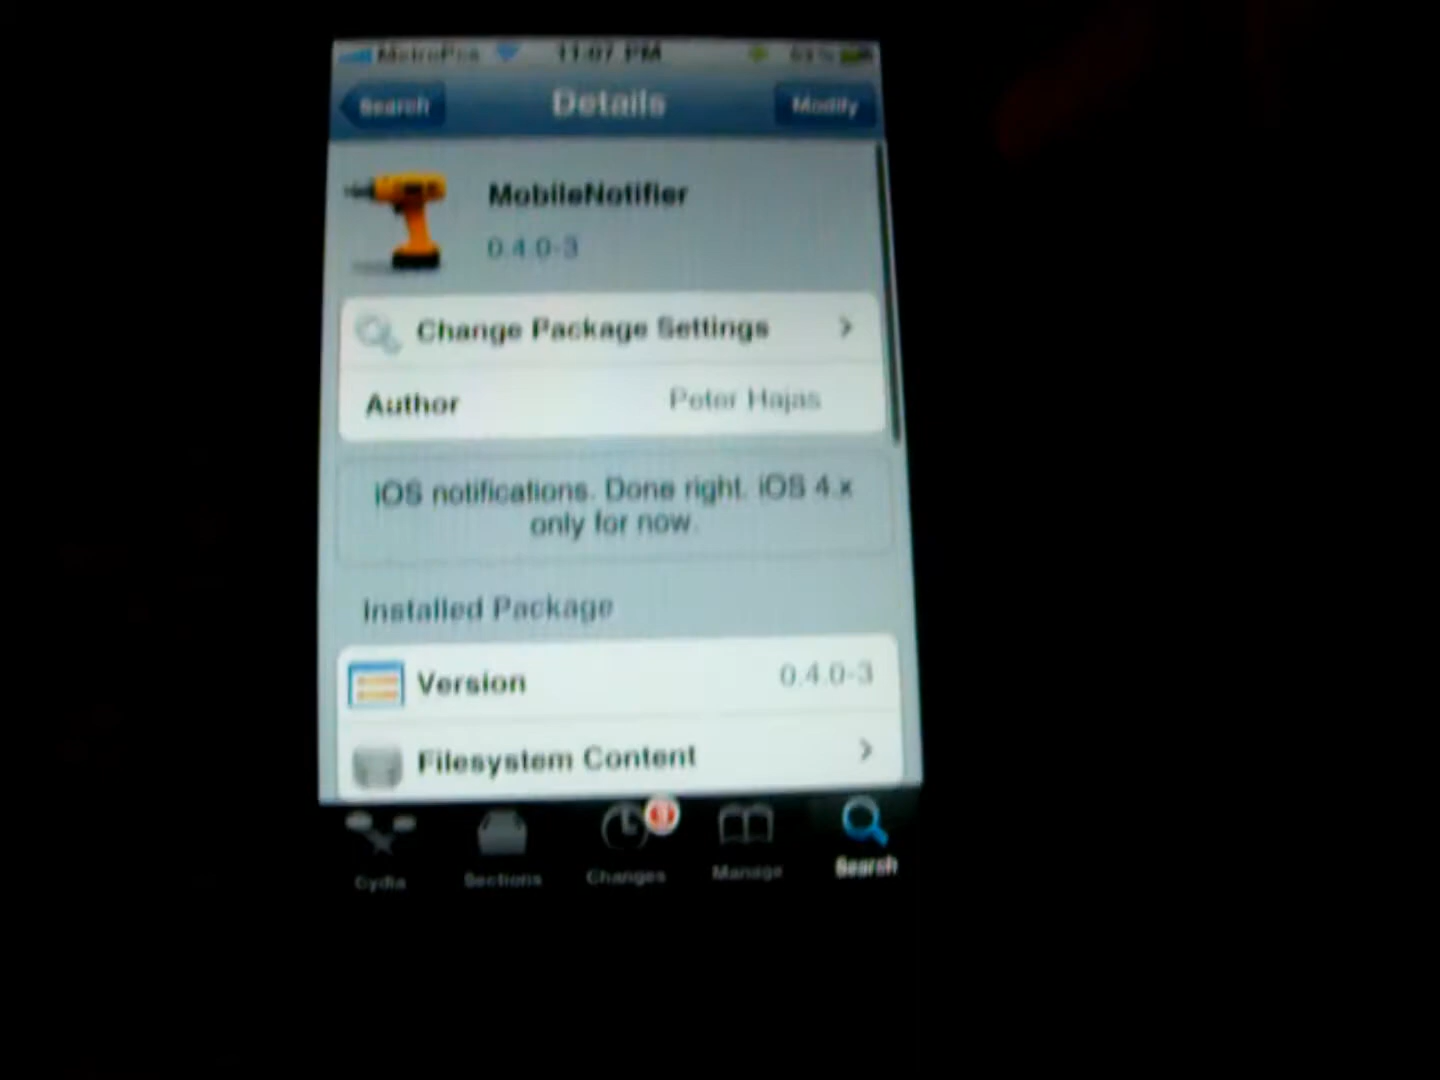 MetroPcs 11:07 PM
Search Details Modify
MobileNotifier
0.4.0-3
Change Package Settings
Author Peter Hajas
iOS notifications. Done right. iOS 4.x
only for now.
Installed Package
Version 0.4.0-3
Filesystem Content
3
Cydia Sections Changes Manage Search